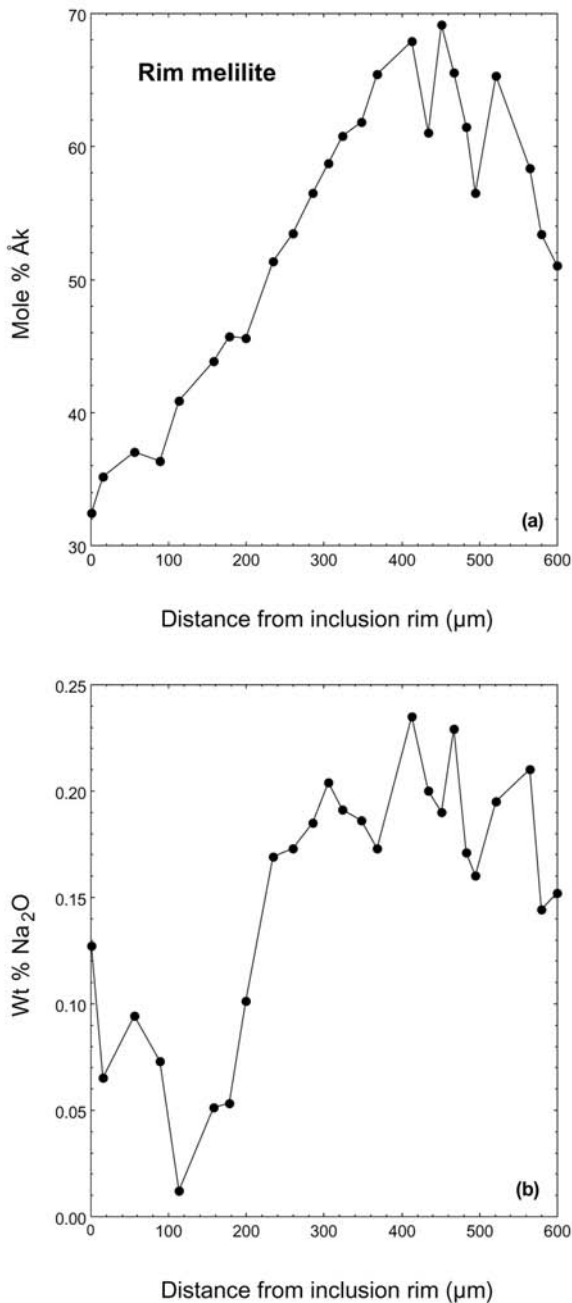 70
Rim melilite
60
Mole % Åk
50
40
(a)
30
0 100 200 300 400 500 600
Distance from inclusion rim (µm)
0.25
0.20
0.15
Wt % Na₂O
0.10
0.05
(b)
0.00
0 100 200 300 400 500 600
Distance from inclusion rim (µm)